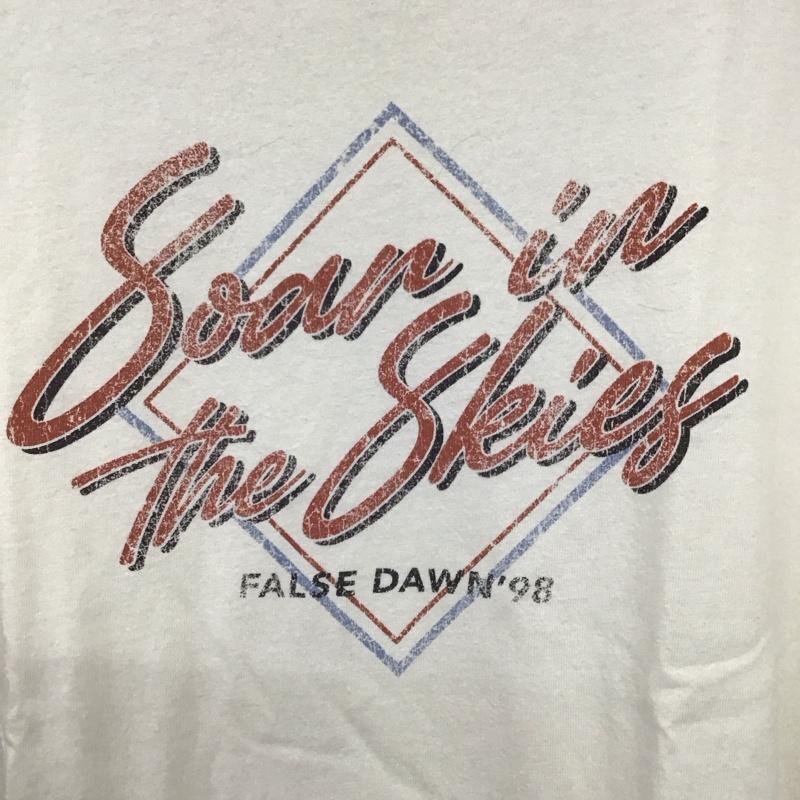 Soar in
the Skies
FALSE DAWN'98